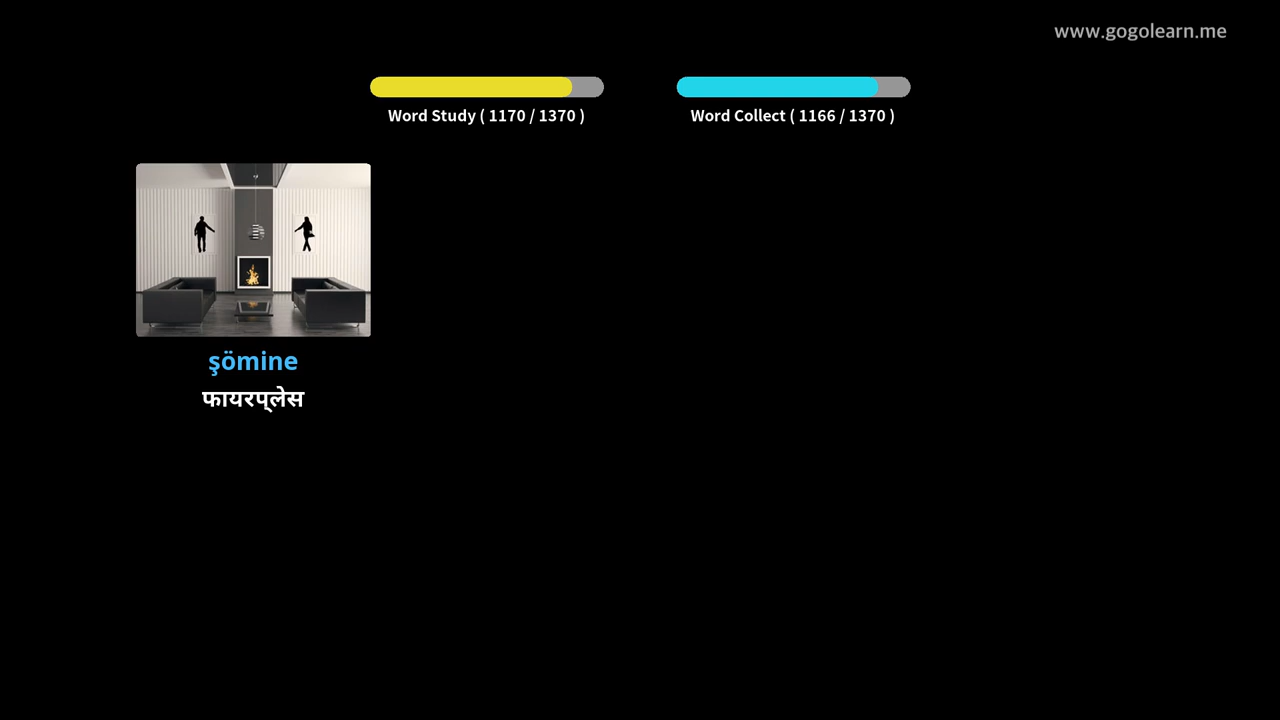 www.gogolearn.me
Word Study ( 1170 / 1370 )
Word Collect ( 1166 / 1370 )
şömine
फायरप्लेस